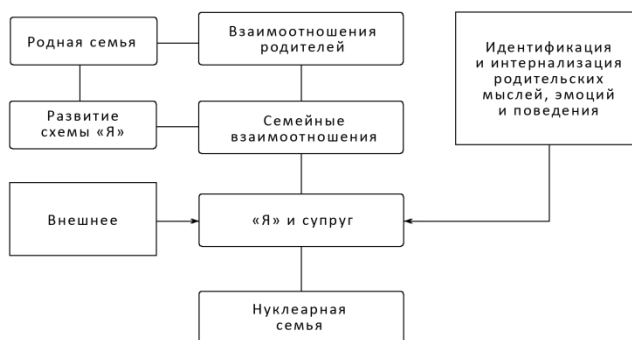 Родная семья
Взаимоотношения
родителей
Идентификация
и интернализация
родительских
мыслей, эмоций
и поведения
Развитие
схемы «Я»
Семейные
взаимоотношения
Внешнее
«Я» и супруг
Нуклеарная
семья